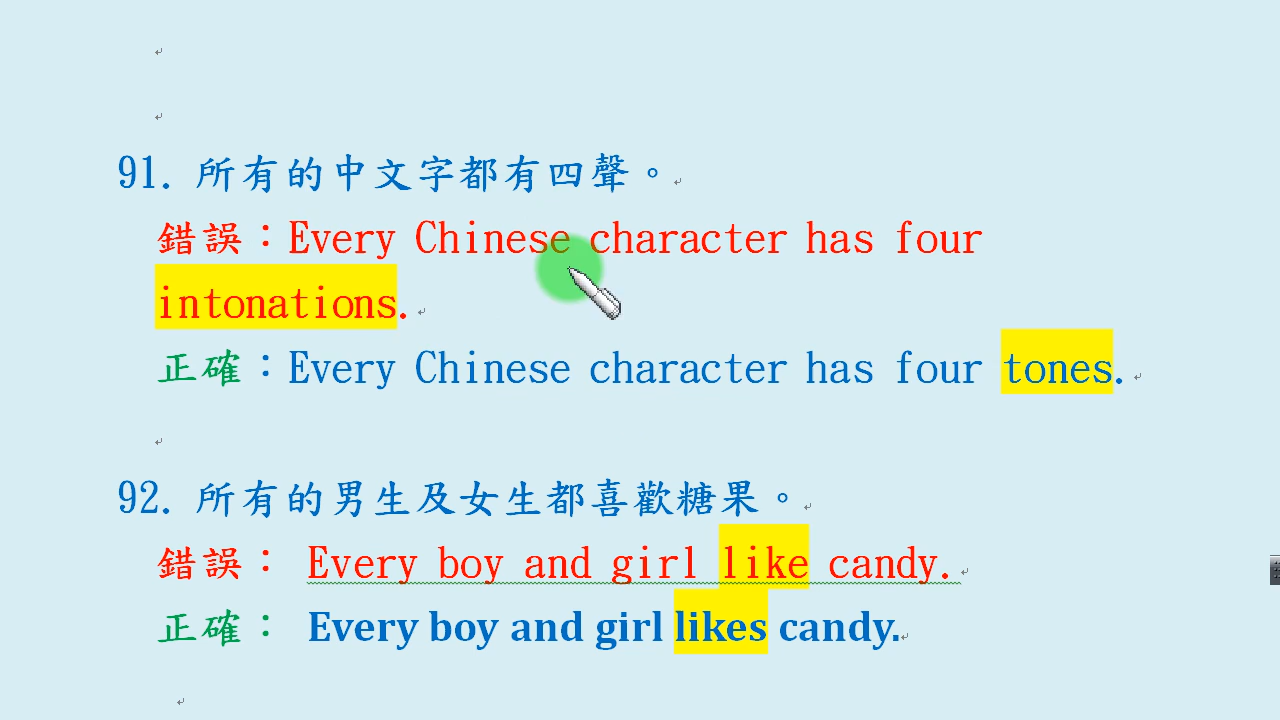 91. 所有的中文字都有四聲。
錯誤：Every Chinese character has four
intonations.
正確：Every Chinese character has four tones.
92. 所有的男生及女生都喜歡糖果。
錯誤： Every boy and girl like candy.
正確： Every boy and girl likes candy.